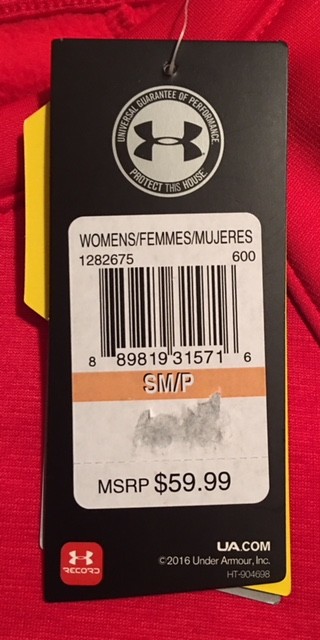 UNIVERSAL GUARANTEE OF PERFORMANCE
PROTECT THIS HOUSE
WOMENS/FEMMES/MUJERES
1282675 600
8 89819 31571 6
SM/P
MSRP $59.99
UA.COM
©2016 Under Armour, Inc.
HT-904698
RECORD